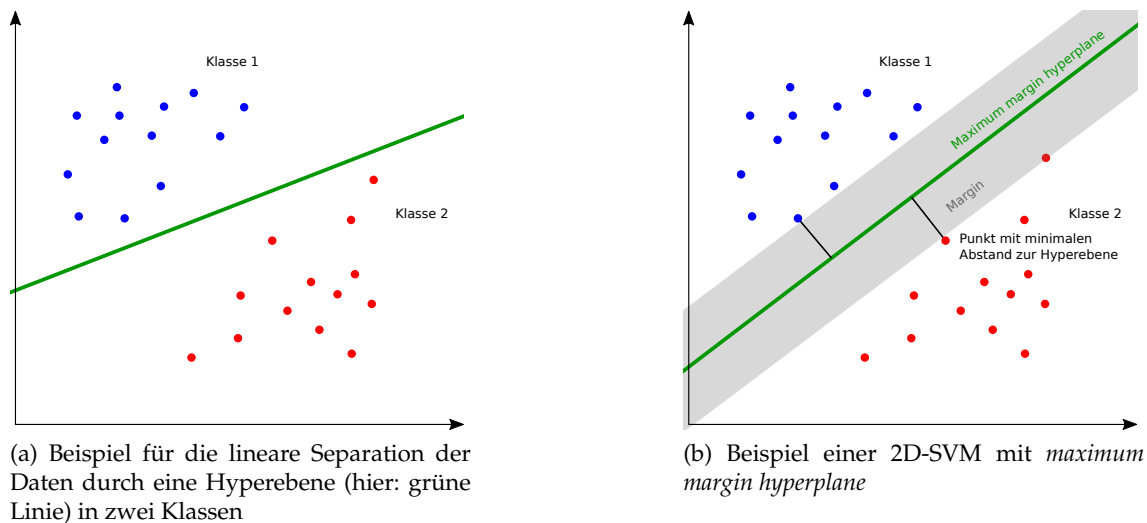 Klasse 1
Klasse 2
(a) Beispiel für die lineare Separation der
Daten durch eine Hyperebene (hier: grüne
Linie) in zwei Klassen
Klasse 1
Maximum margin hyperplane
Margin
Klasse 2
Punkt mit minimalen
Abstand zur Hyperebene
(b) Beispiel einer 2D-SVM mit maximum
margin hyperplane